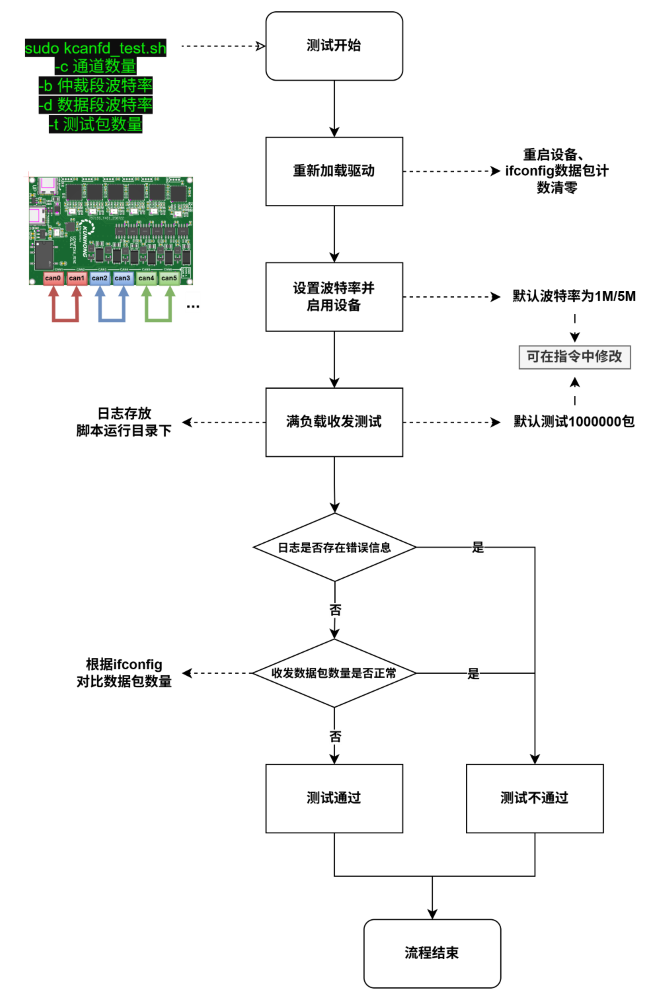 sudo kcanfd_test.sh
-c 通道数量
-b 仲裁段波特率
-d 数据段波特率
-t 测试包数量
测试开始
重新加载驱动
重启设备、
ifconfig数据包计
数清零
can0 can1 can2 can3 can4 can5
...
设置波特率并
启用设备
默认波特率为1M/5M
可在指令中修改
日志存放
脚本运行目录下
满负载收发测试
默认测试1000000包
日志是否存在错误信息
是
否
根据ifconfig
对比数据包数量
收发数据包数量是否正常
是
否
测试通过
测试不通过
流程结束